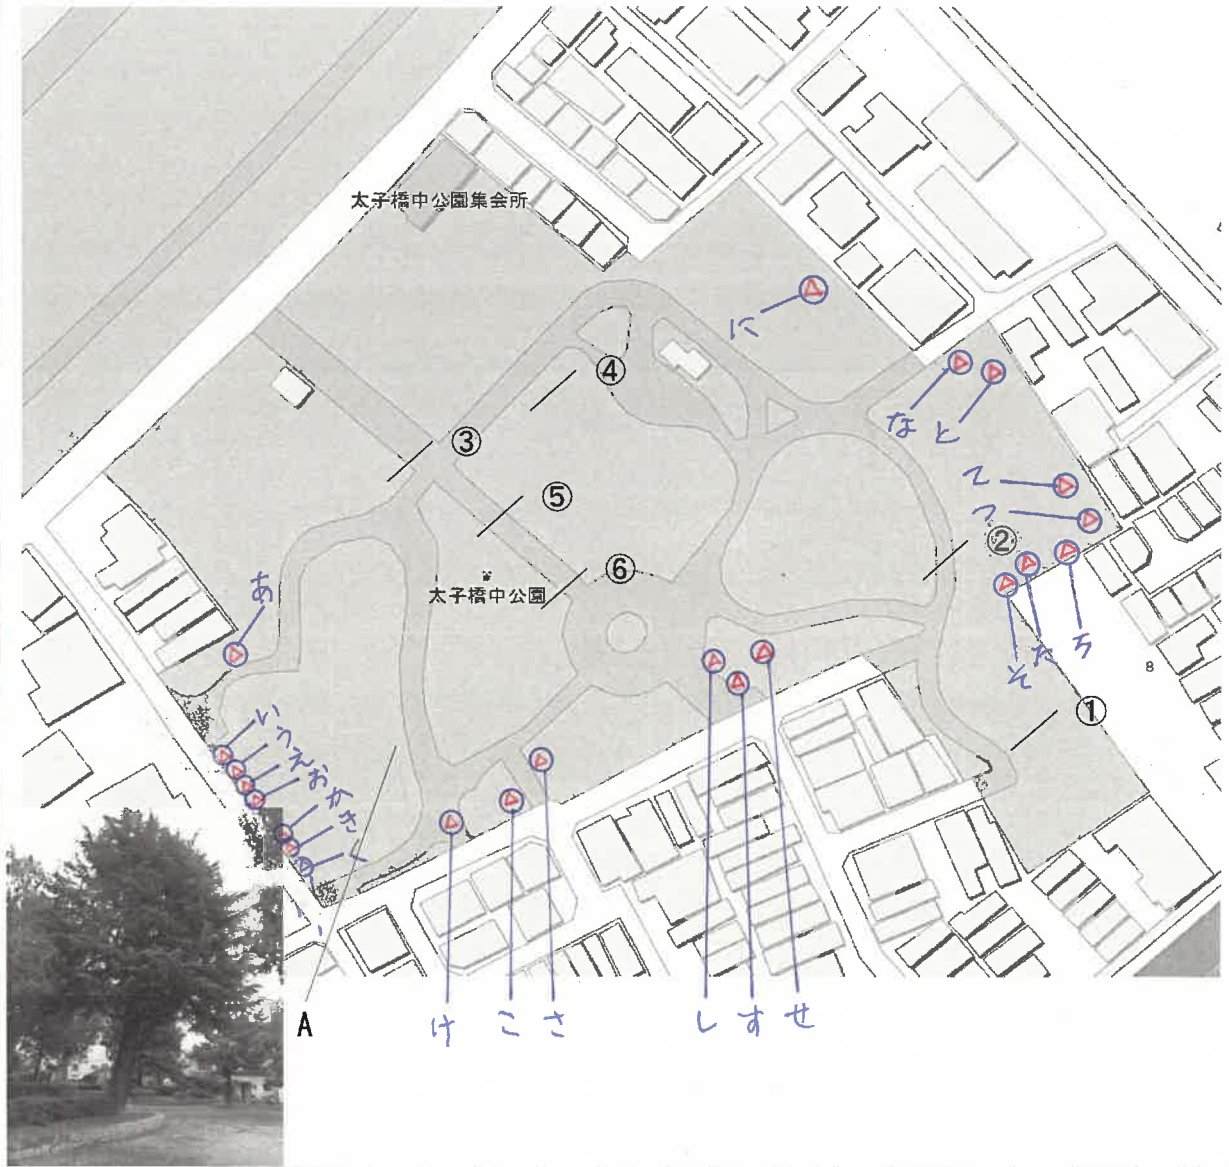 太子橋中公園集会所
に
④
な
と
③
て
⑤
つ
②
⑥
太子橋中公園
あ
そ
た
ち
8
①
い
う
え
お
か
き
く
A
け
こ
さ
し
す
せ